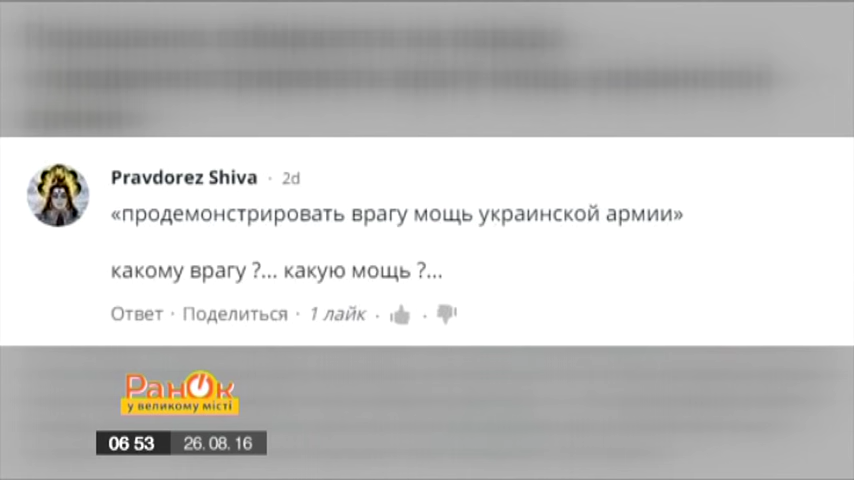 Pravdorez Shiva · 2d
«продемонстрировать врагу мощь украинской армии»
какому врагу ?... какую мощь ?...
Ответ · Поделиться · 1 лайк · ·
РанОк
у великому місті
06 53 26. 08. 16